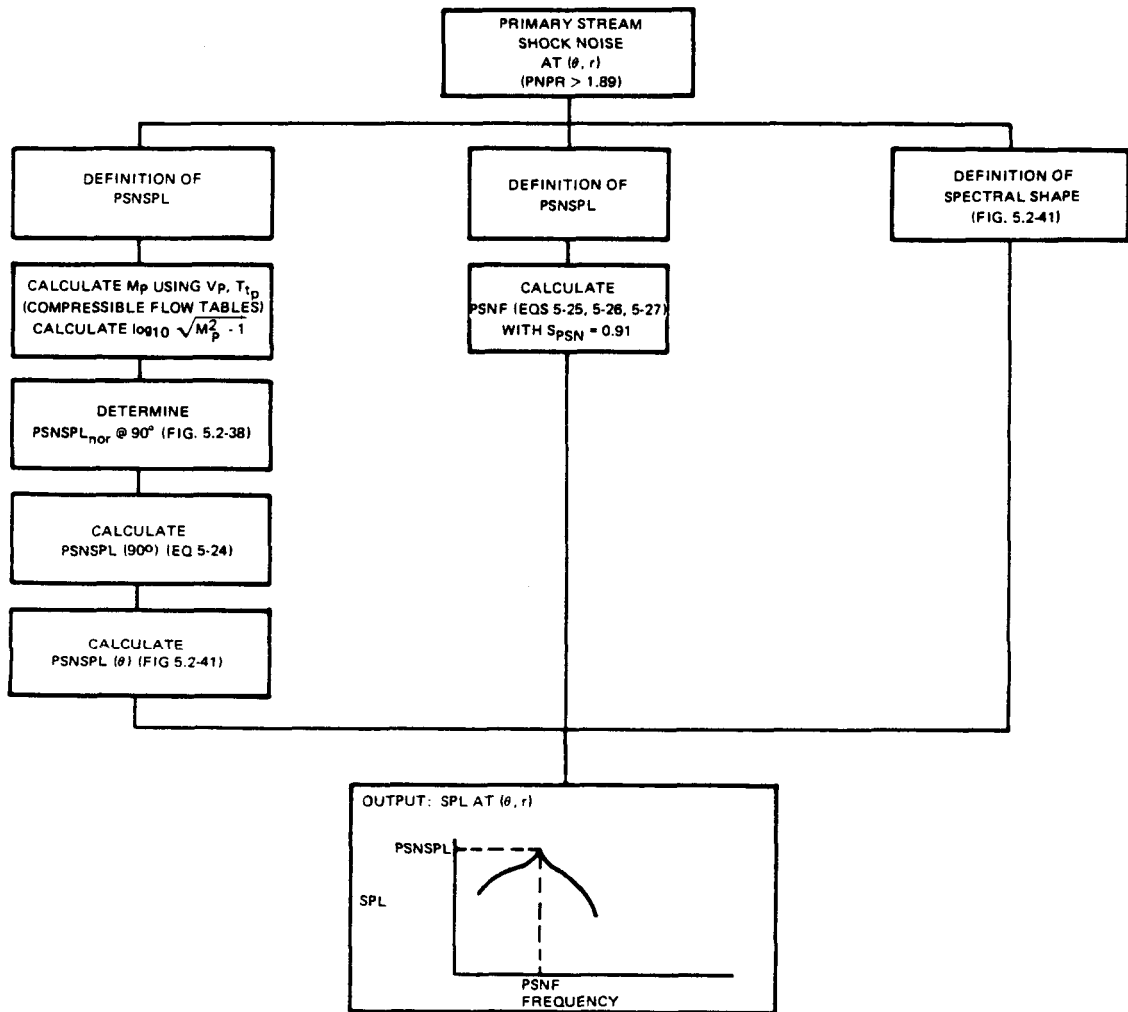 PRIMARY STREAM
SHOCK NOISE
AT (θ, r)
(PNPR > 1.89)
DEFINITION OF
PSNSPL
CALCULATE Mp USING Vp, Ttp
(COMPRESSIBLE FLOW TABLES)
CALCULATE log10 √(M²p - 1)
DETERMINE
PSNSPLnor @ 90° (FIG. 5.2-38)
CALCULATE
PSNSPL (90°) (EQ 5-24)
CALCULATE
PSNSPL (θ) (FIG 5.2-41)
DEFINITION OF
PSNSPL
CALCULATE
PSNF (EQS 5-25, 5-26, 5-27)
WITH SPSN = 0.91
DEFINITION OF
SPECTRAL SHAPE
(FIG. 5.2-41)
OUTPUT: SPL AT (θ, r)
PSNSPL
SPL
PSNF
FREQUENCY